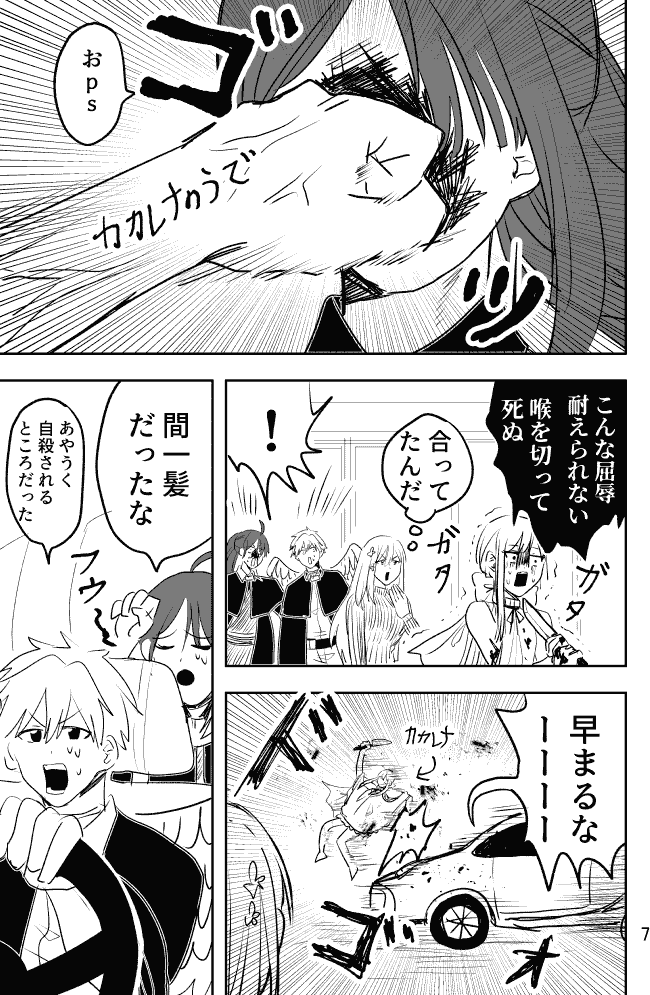 おps
ゴッ
カカレナのうで
こんな屈辱
耐えられない
喉を切って
死ぬ
合って
たんだ
!
ガタ
ガタ
早まるな
ーーーー
カカレナ
ズ
ド
ゴ
オ
間一髪
だったな
フゥ〜
あやうく
自殺される
ところだった
7